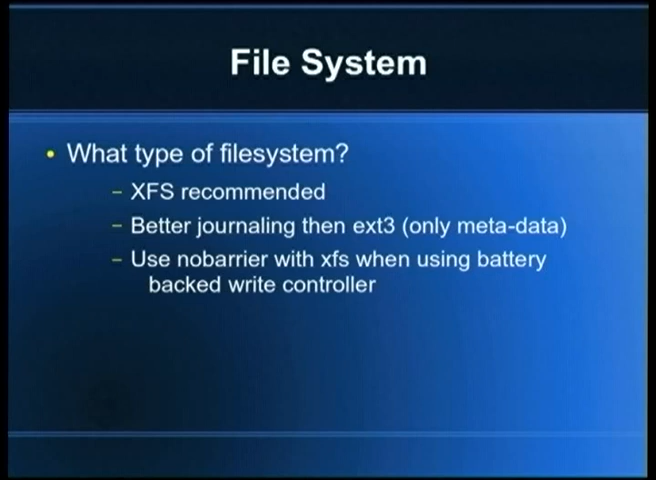 File System
• What type of filesystem?
– XFS recommended
– Better journaling then ext3 (only meta-data)
– Use nobarrier with xfs when using battery
backed write controller